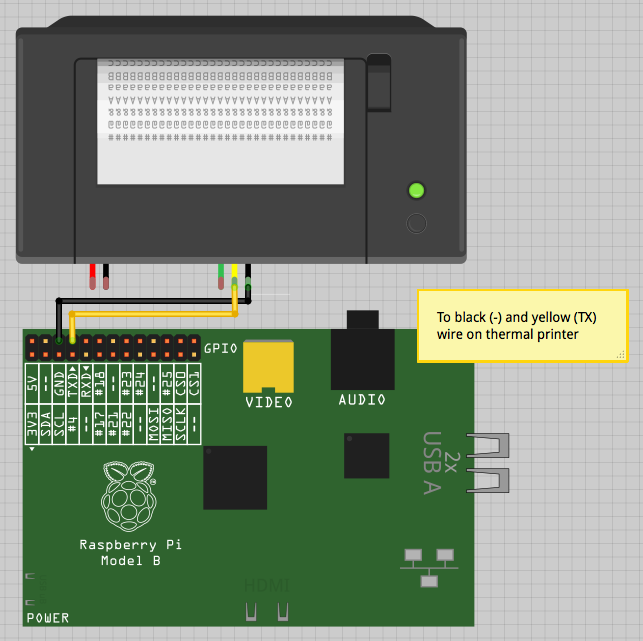 To black (-) and yellow (TX)
wire on thermal printer
GPIO
5V -- GND TXD RXD #18 -- #23 #24 -- #25 CS0 CS1
3V3 SDA SCL #4 -- #17 #21 #22 -- MOSI MISO SCLK --
VIDEO
AUDIO
2x
USB A
Raspberry Pi
Model B
HDMI
POWER